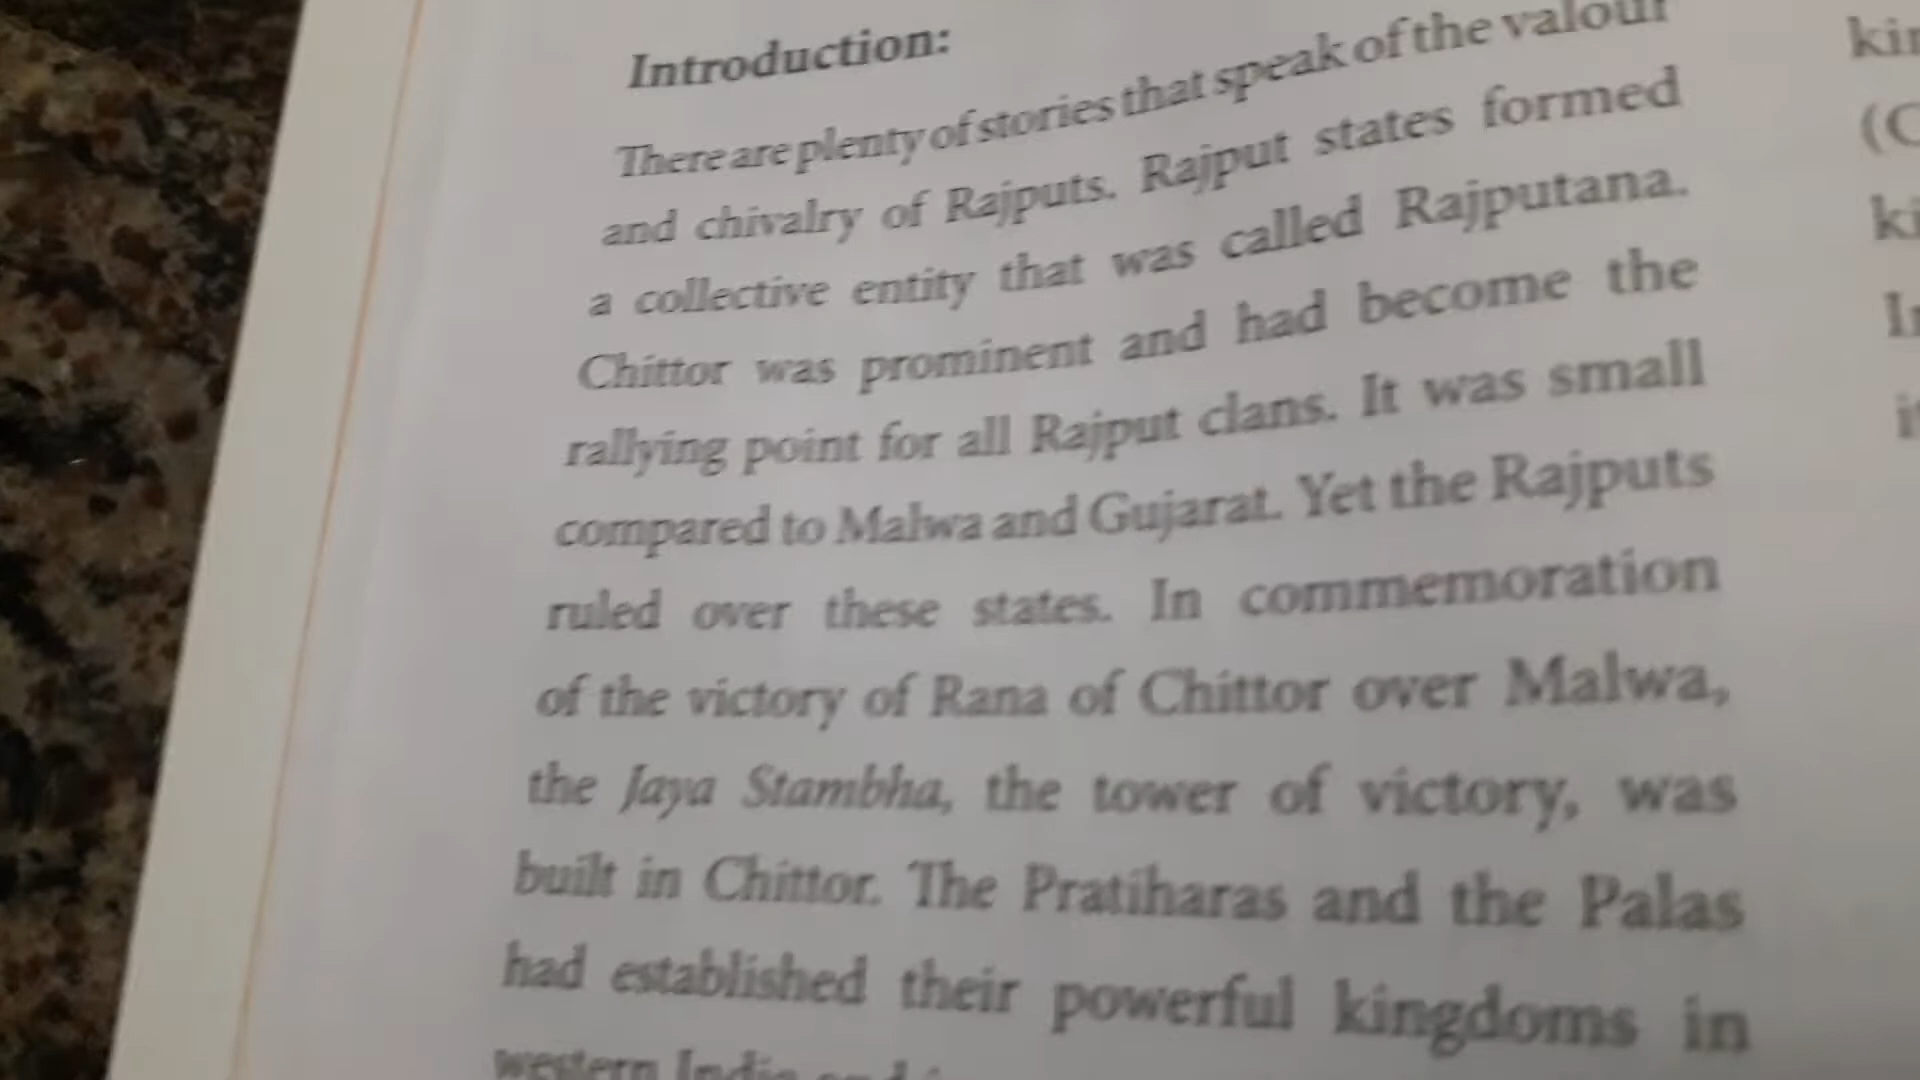 Introduction:
There are plenty of stories that speak of the valour
and chivalry of Rajputs. Rajput states formed
a collective entity that was called Rajputana.
Chittor was prominent and had become the
rallying point for all Rajput clans. It was small
compared to Malwa and Gujarat. Yet the Rajputs
ruled over these states. In commemoration
of the victory of Rana of Chittor over Malwa,
the Jaya Stambha, the tower of victory, was
built in Chittor. The Pratiharas and the Palas
had established their powerful kingdoms in
western India and